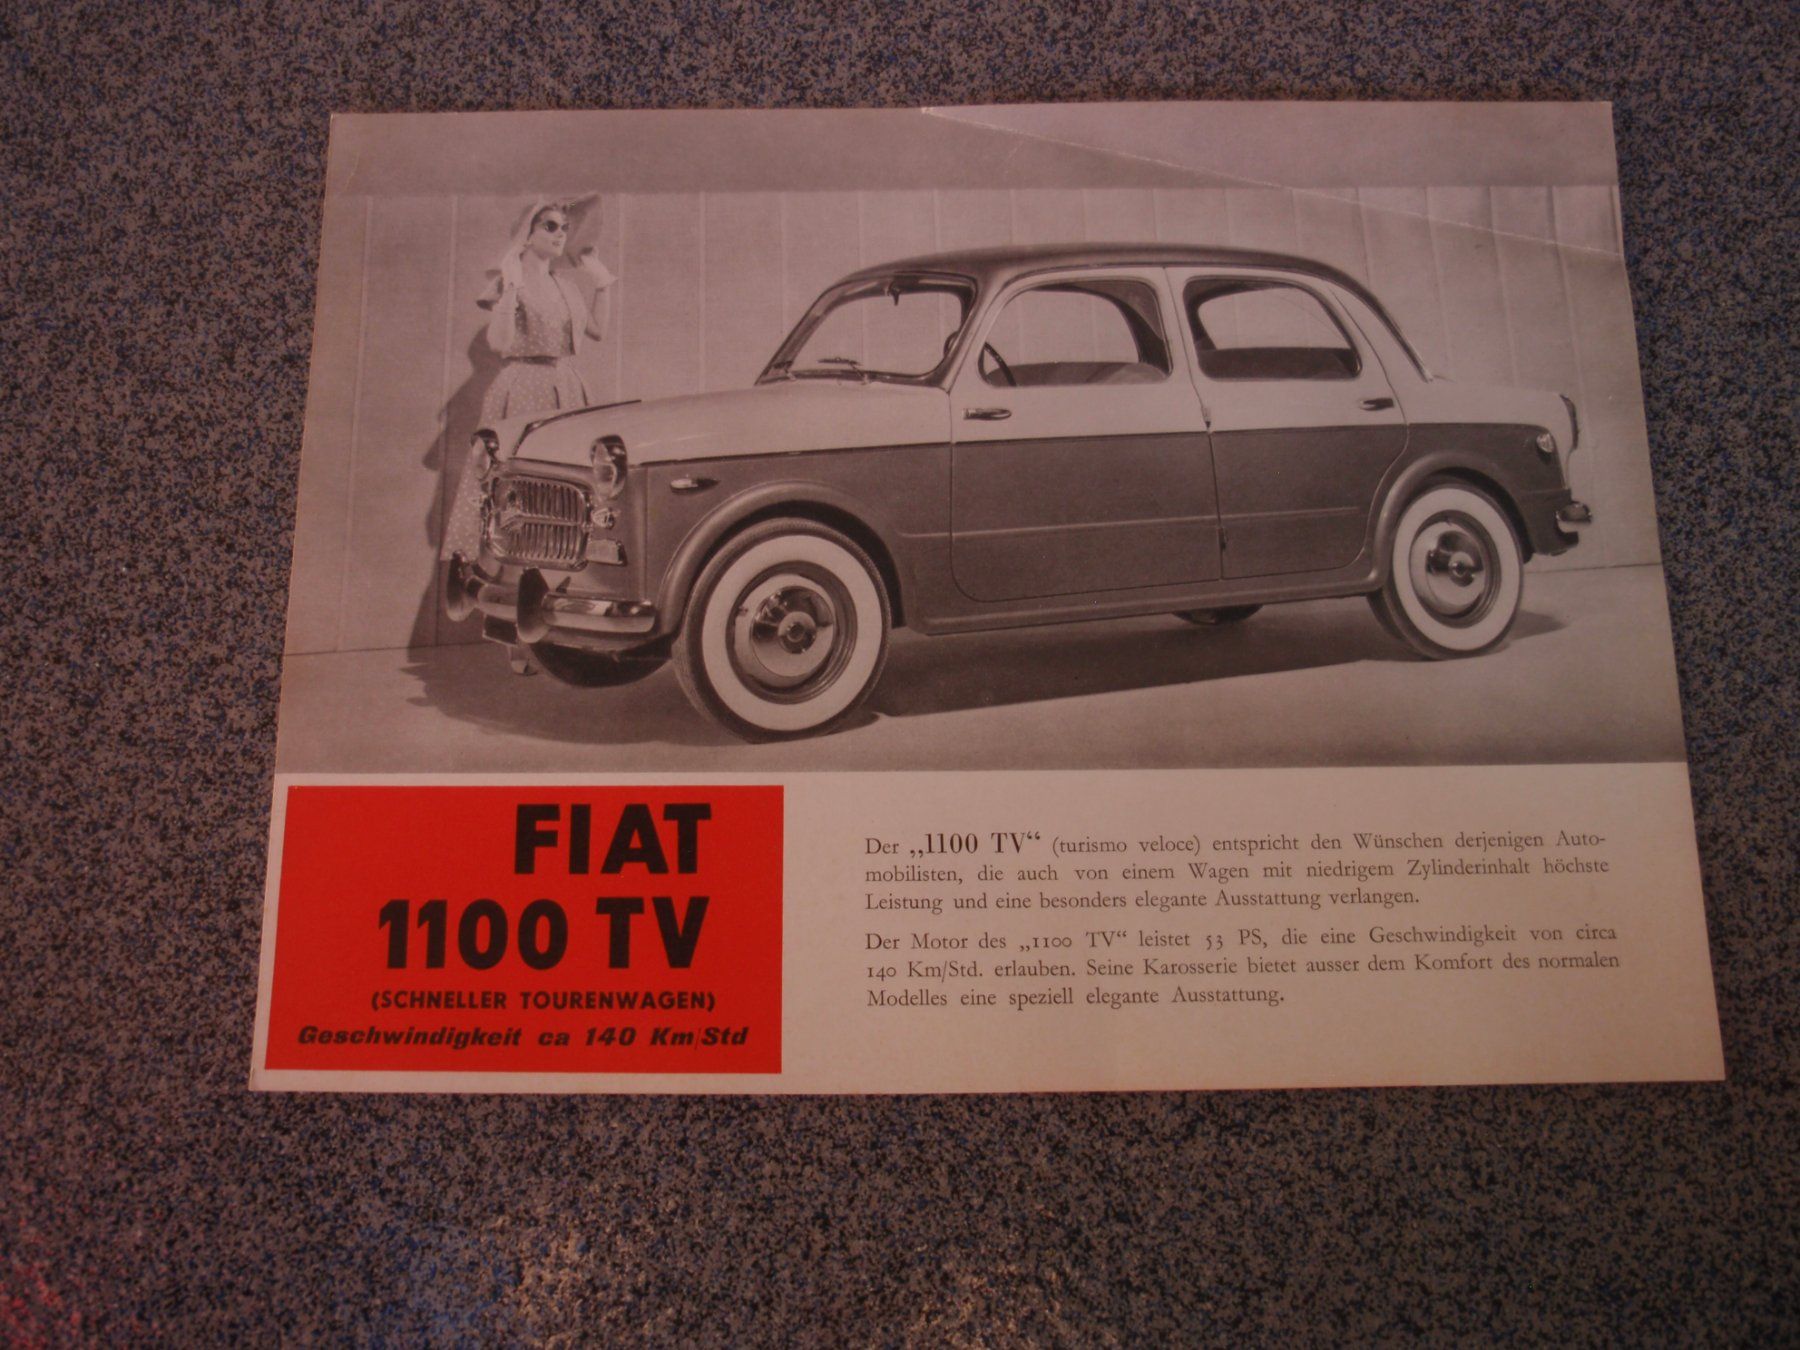 FIAT
1100 TV
(SCHNELLER TOURENWAGEN)
Geschwindigkeit ca 140 Km/Std
Der „1100 TV“ (turismo veloce) entspricht den Wünschen derjenigen Auto-
mobilisten, die auch von einem Wagen mit niedrigem Zylinderinhalt höchste
Leistung und eine besonders elegante Ausstattung verlangen.
Der Motor des „1100 TV“ leistet 53 PS, die eine Geschwindigkeit von circa
140 Km/Std. erlauben. Seine Karosserie bietet ausser dem Komfort des normalen
Modelles eine speziell elegante Ausstattung.